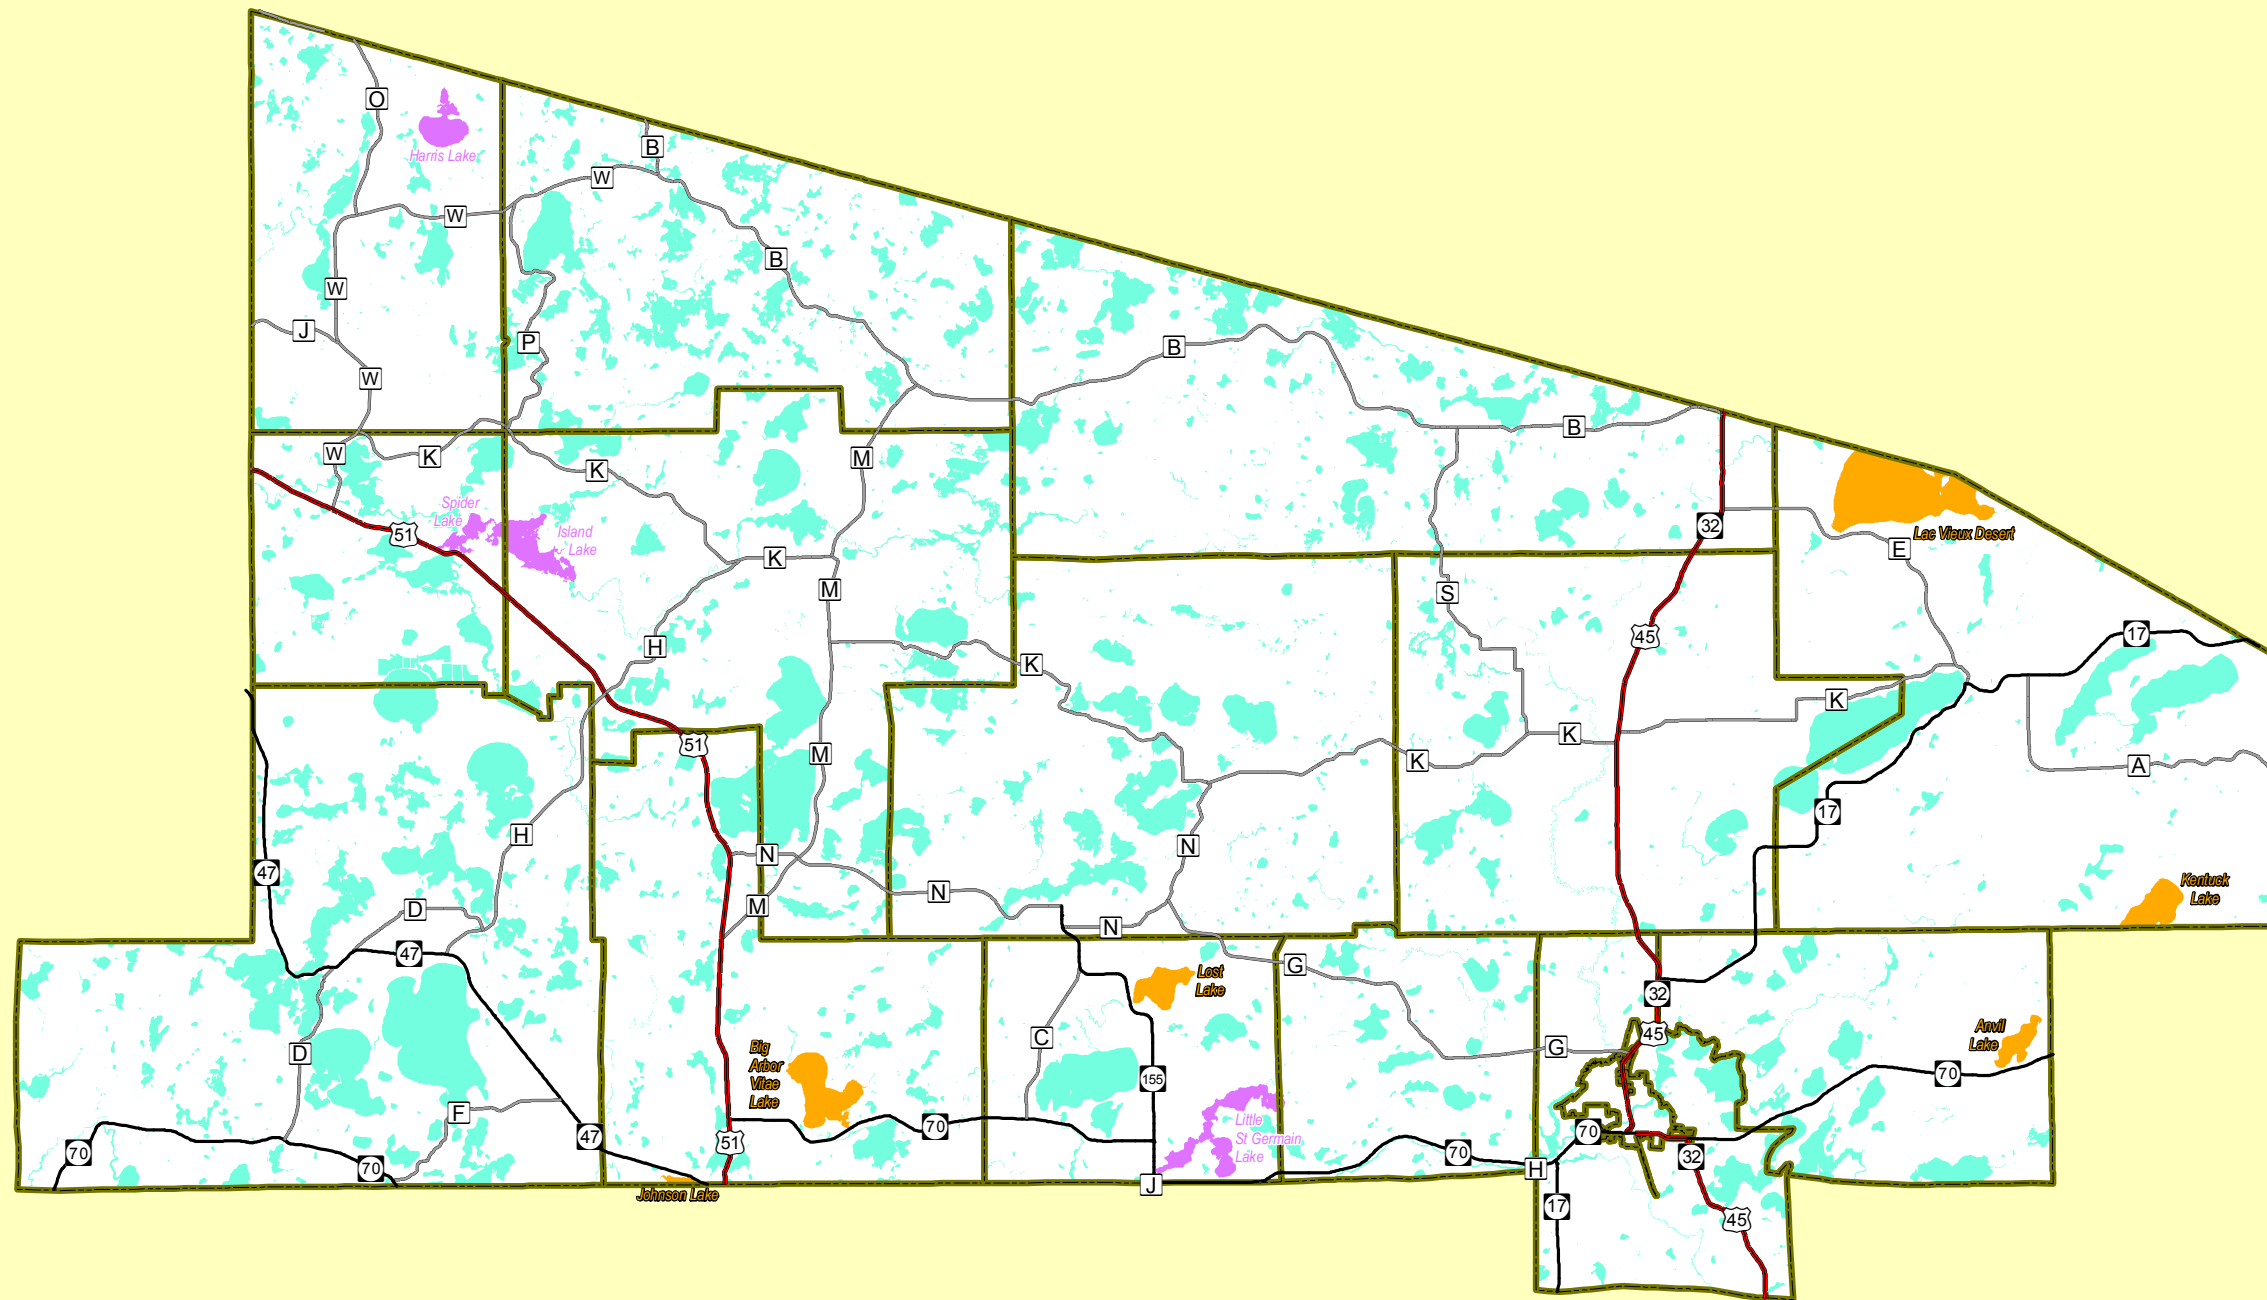 O
Harris Lake
B
W
W
B
W
J
P
B
W
B
W
K
K
M
Spider
Lake
Island
Lake
51
32
Lac Vieux Desert
E
K
M
S
45
17
H
K
K
51
M
K
K
K
A
17
H
N
N
47
Kentuck
Lake
D
M
N
N
47
G
Lost
Lake
32
45
Anvil
Lake
D
C
G
Big
Arbor
Vitae
Lake
155
70
F
70
Little
St Germain
Lake
47
51
70
70
70
70
32
H
J
Johnson Lake
17
45